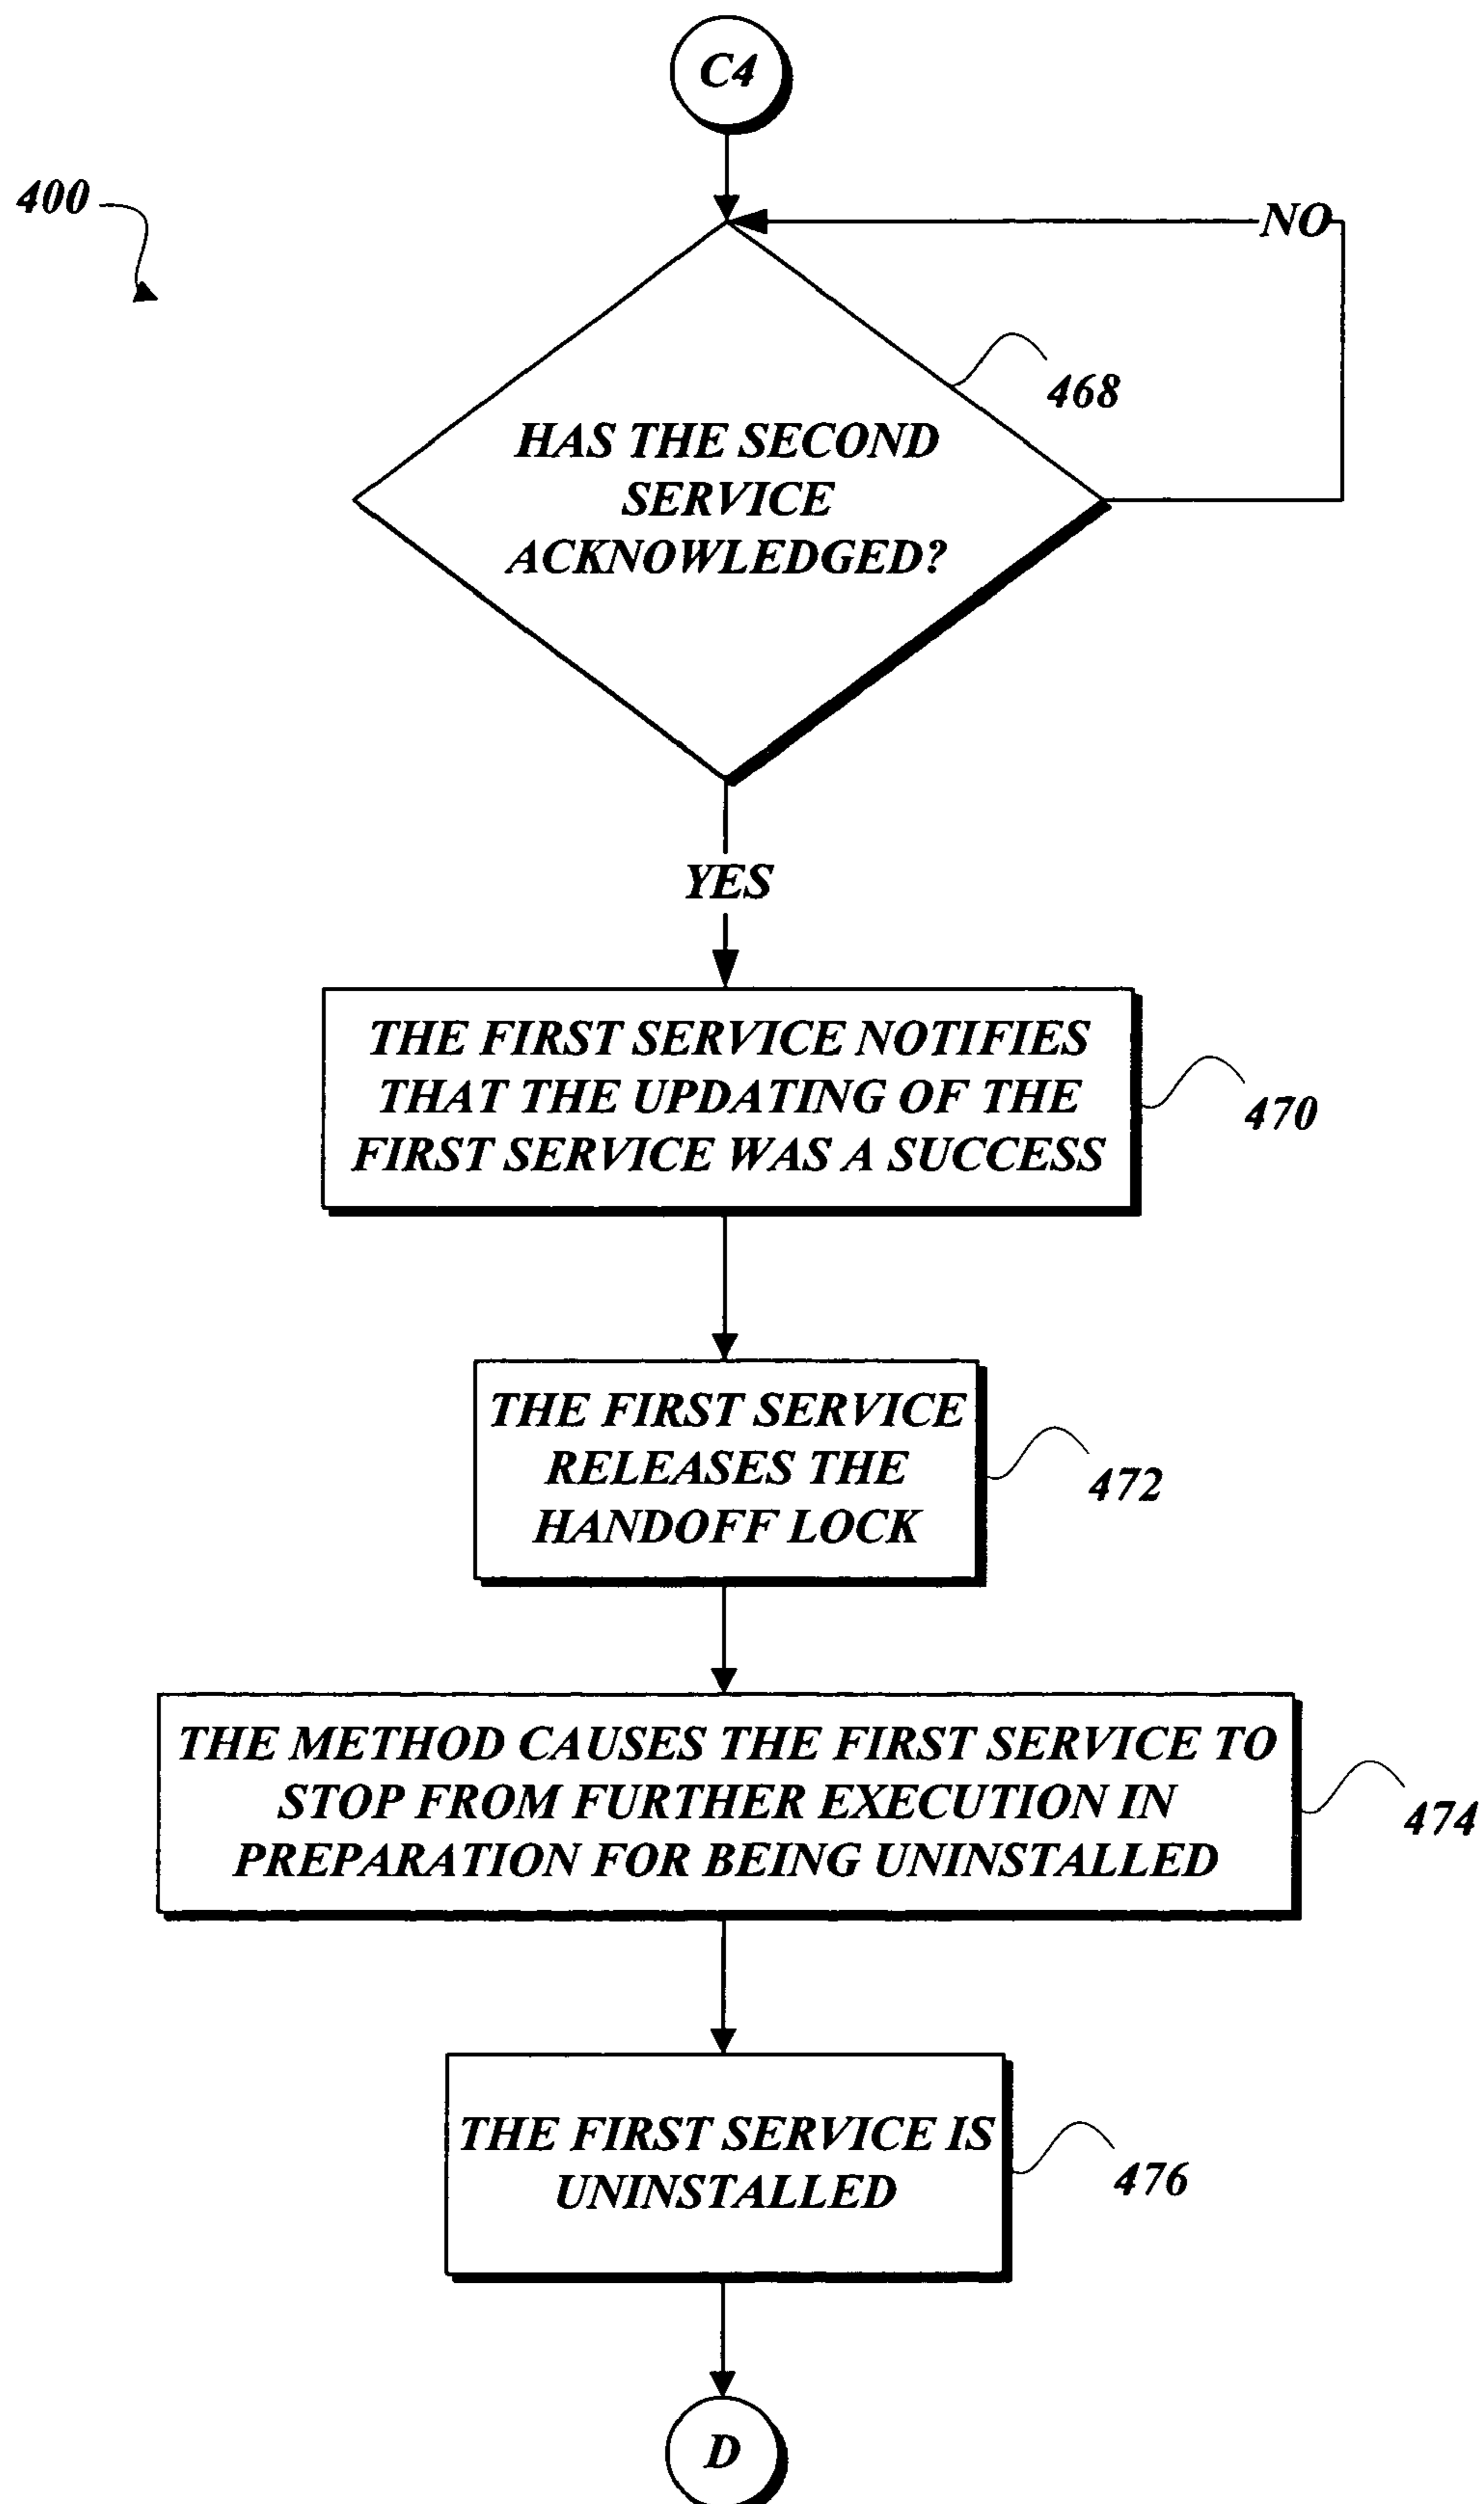 C4
400
NO
468
HAS THE SECOND
SERVICE
ACKNOWLEDGED?
YES
THE FIRST SERVICE NOTIFIES
THAT THE UPDATING OF THE
FIRST SERVICE WAS A SUCCESS
470
THE FIRST SERVICE
RELEASES THE
HANDOFF LOCK
472
THE METHOD CAUSES THE FIRST SERVICE TO
STOP FROM FURTHER EXECUTION IN
PREPARATION FOR BEING UNINSTALLED
474
THE FIRST SERVICE IS
UNINSTALLED
476
D